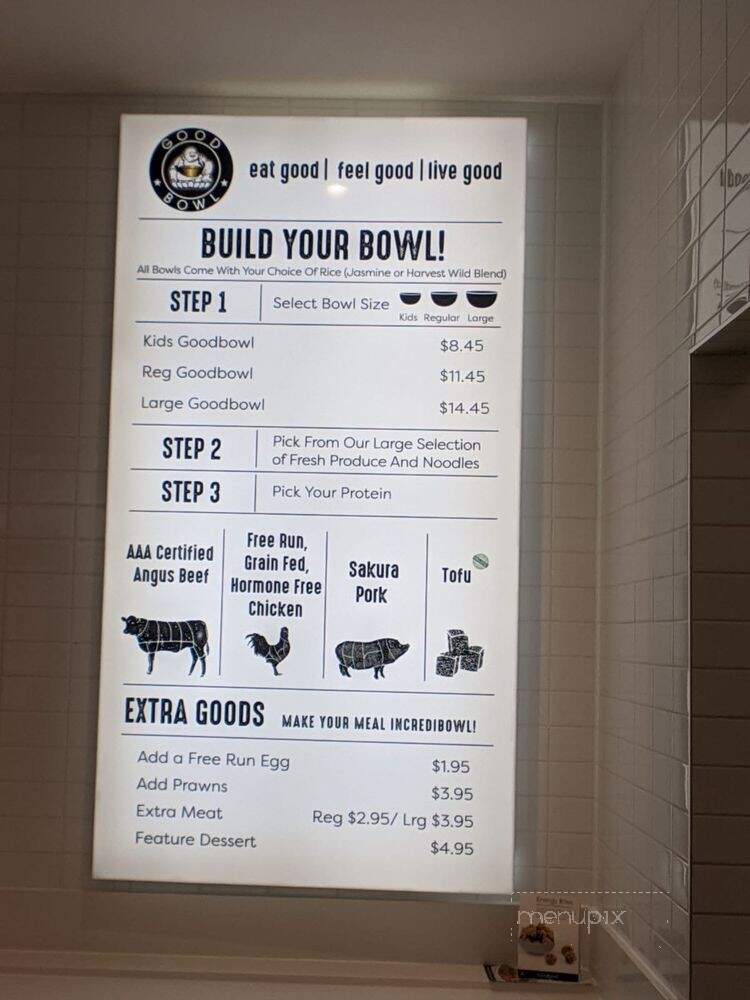 GOOD
BOWL
eat good | feel good | live good
BUILD YOUR BOWL!
All Bowls Come With Your Choice Of Rice (Jasmine or Harvest Wild Blend)
STEP 1 Select Bowl Size
Kids Regular Large
Kids Goodbowl $8.45
Reg Goodbowl $11.45
Large Goodbowl $14.45
STEP 2 Pick From Our Large Selection
of Fresh Produce And Noodles
STEP 3 Pick Your Protein
AAA Certified
Angus Beef
Free Run,
Grain Fed,
Hormone Free
Chicken
Sakura
Pork
Tofu
EXTRA GOODS MAKE YOUR MEAL INCREDIBOWL!
Add a Free Run Egg $1.95
Add Prawns $3.95
Extra Meat Reg $2.95/ Lrg $3.95
Feature Dessert $4.95
Energy Bites
menupix